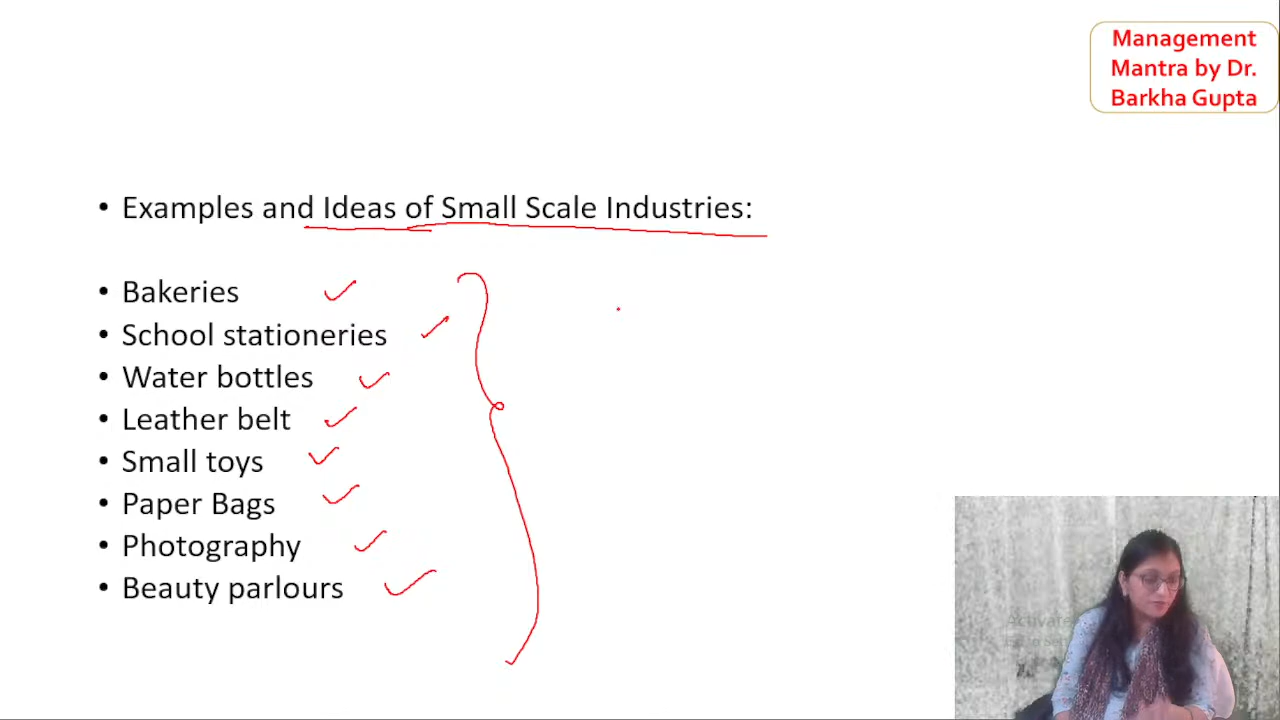 Management
Mantra by Dr.
Barkha Gupta
• Examples and Ideas of Small Scale Industries:
• Bakeries
• School stationeries
• Water bottles
• Leather belt
• Small toys
• Paper Bags
• Photography
• Beauty parlours
Activate